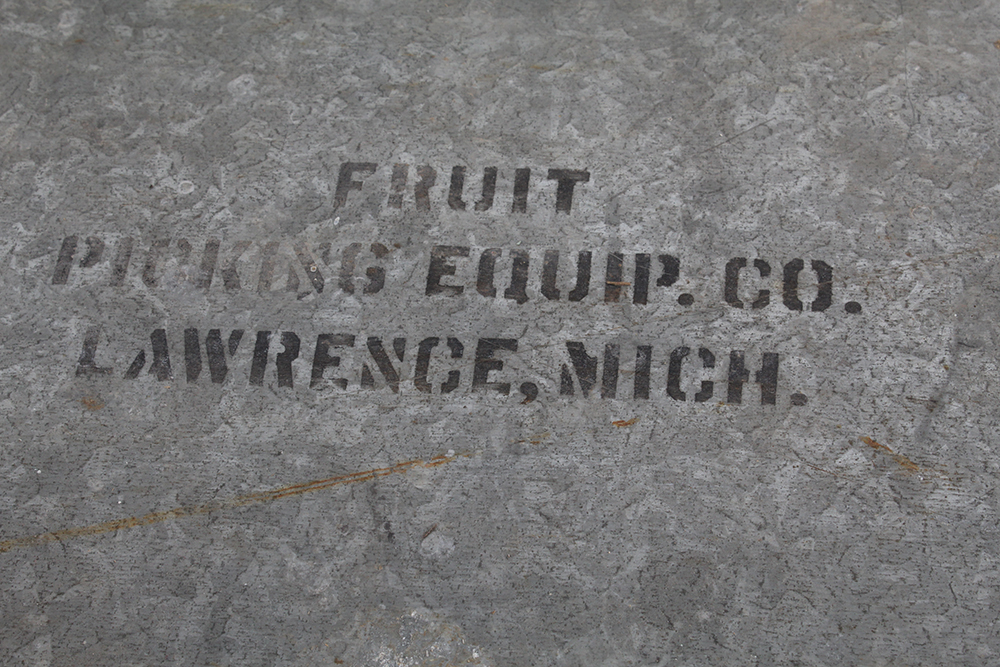 FRUIT
PICKING EQUIP. CO.
LAWRENCE, MICH.